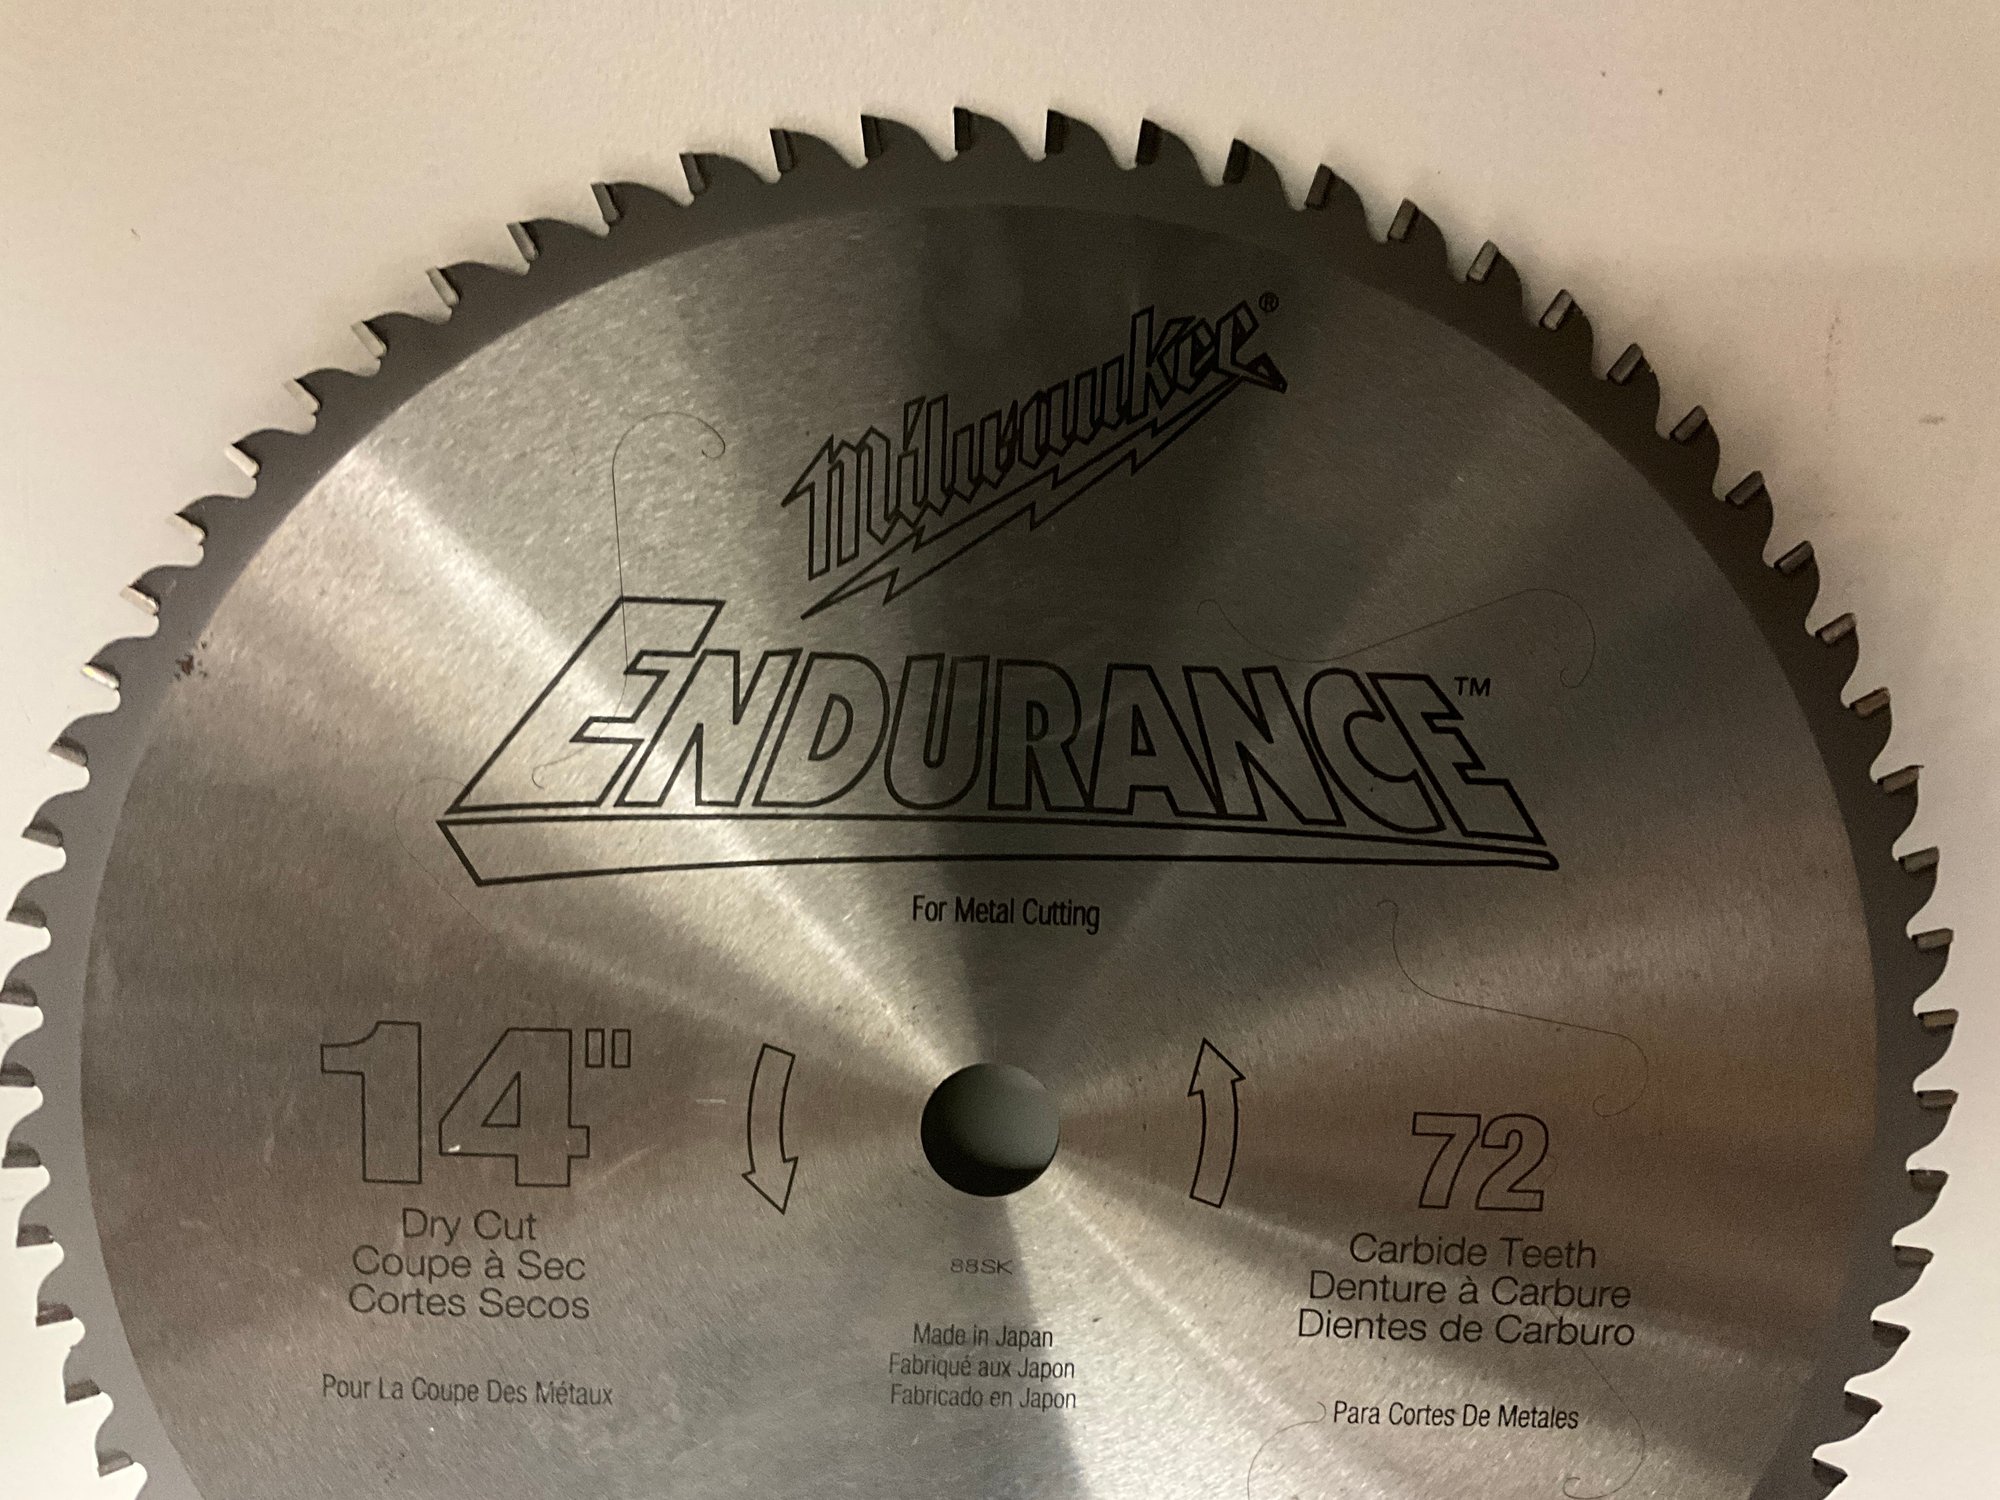 Milwaukee®
ENDURANCE™
For Metal Cutting
14"
Dry Cut
Coupe à Sec
Cortes Secos
Pour La Coupe Des Métaux
88SK
Made in Japan
Fabriqué aux Japon
Fabricado en Japon
72
Carbide Teeth
Denture à Carbure
Dientes de Carburo
Para Cortes De Metales